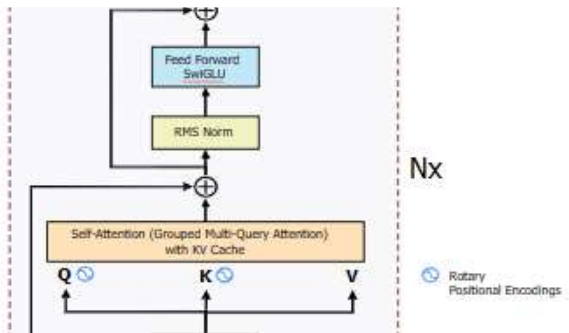 Feed Forward
SwiGLU
RMS Norm
Nx
Self-Attention (Grouped Multi-Query Attention)
with KV Cache
Q K V
Rotary
Positional Encodings